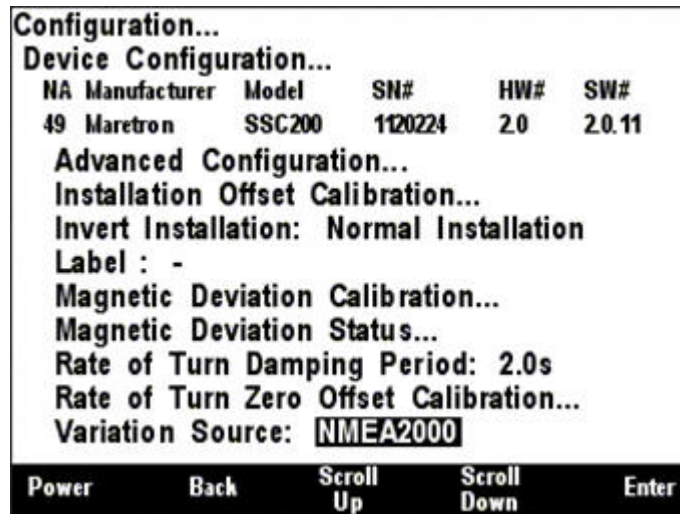 Configuration...
Device Configuration...
NA Manufacturer Model SN# HW# SW#
49 Maretron SSC200 1120224 2.0 2.0.11
Advanced Configuration...
Installation Offset Calibration...
Invert Installation: Normal Installation
Label : -
Magnetic Deviation Calibration...
Magnetic Deviation Status...
Rate of Turn Damping Period: 2.0s
Rate of Turn Zero Offset Calibration...
Variation Source: NMEA2000
Power Back Scroll Up Scroll Down Enter